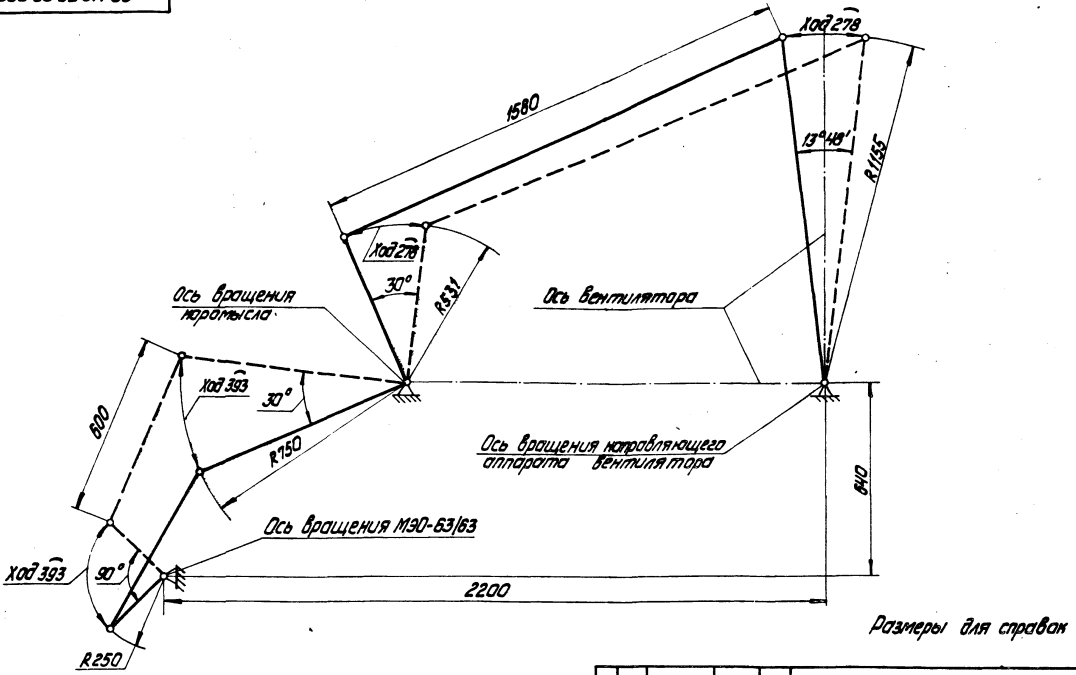 Ход 278
1580
13°48'
R1155
Ход 278
30°
R531
Ось вращения
коромысла
Ось вентилятора
600
Ход 393
30°
R750
Ось вращения направляющего
аппарата вентилятора
640
Ось вращения МЭО-63/63
Ход 393
90°
2200
R250
Размеры для справок